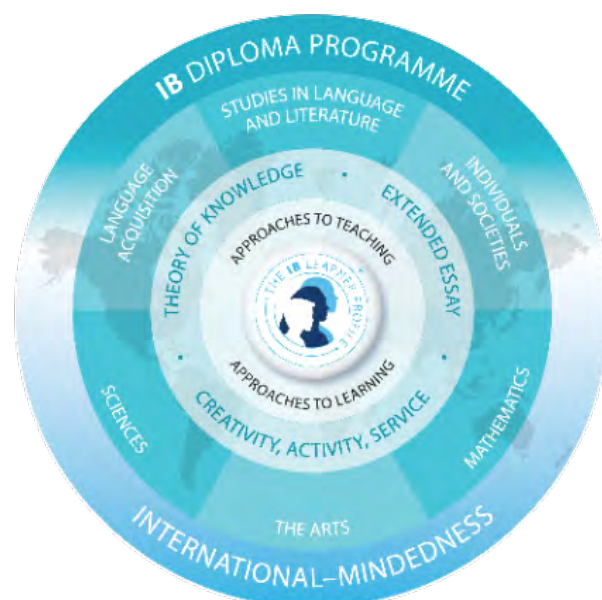 IB DIPLOMA PROGRAMME
STUDIES IN LANGUAGE
AND LITERATURE
LANGUAGE
ACQUISITION
INDIVIDUALS
AND SOCIETIES
THEORY OF KNOWLEDGE
EXTENDED ESSAY
APPROACHES TO TEACHING
THE IB LEARNER PROFILE
APPROACHES TO LEARNING
CREATIVITY, ACTIVITY, SERVICE
SCIENCES
MATHEMATICS
THE ARTS
INTERNATIONAL–MINDEDNESS